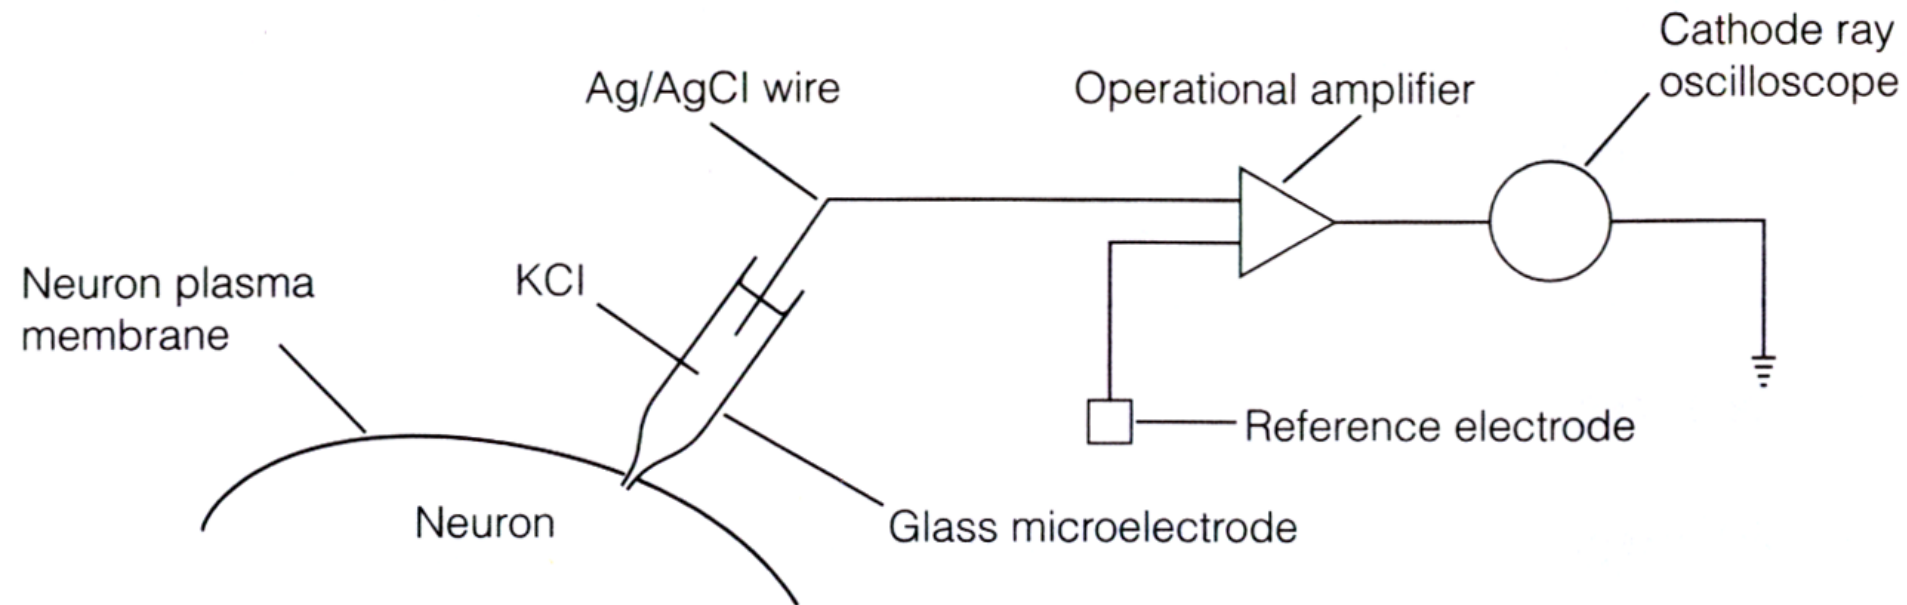 Cathode ray
oscilloscope
Ag/AgCl wire
Operational amplifier
Neuron plasma
membrane
KCl
Reference electrode
Neuron
Glass microelectrode